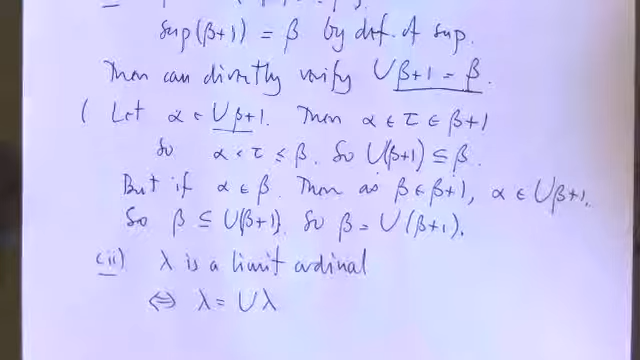 sup(β+1) = β by def. of sup.
Then can directly verify ∪β+1 = β.
( Let α ∈ ∪β+1. Then α ∈ τ ∈ β+1
So α < τ ≤ β. So ∪(β+1) ⊆ β.
But if α ∈ β. Then as β ∈ β+1, α ∈ ∪β+1.
So β ⊆ ∪(β+1). So β = ∪(β+1).
(ii) λ is a limit ordinal
⇔ λ = ∪λ